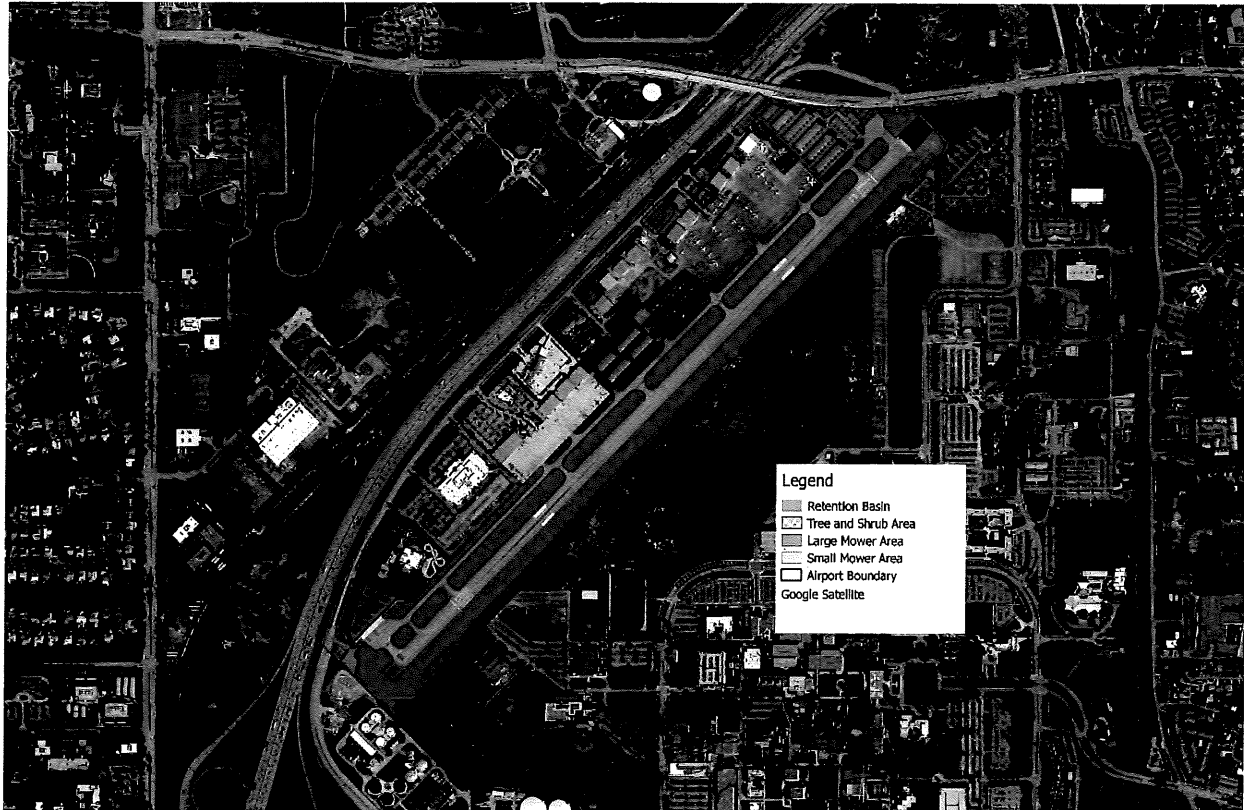 Legend
Retention Basin
Tree and Shrub Area
Large Mower Area
Small Mower Area
Airport Boundary
Google Satellite